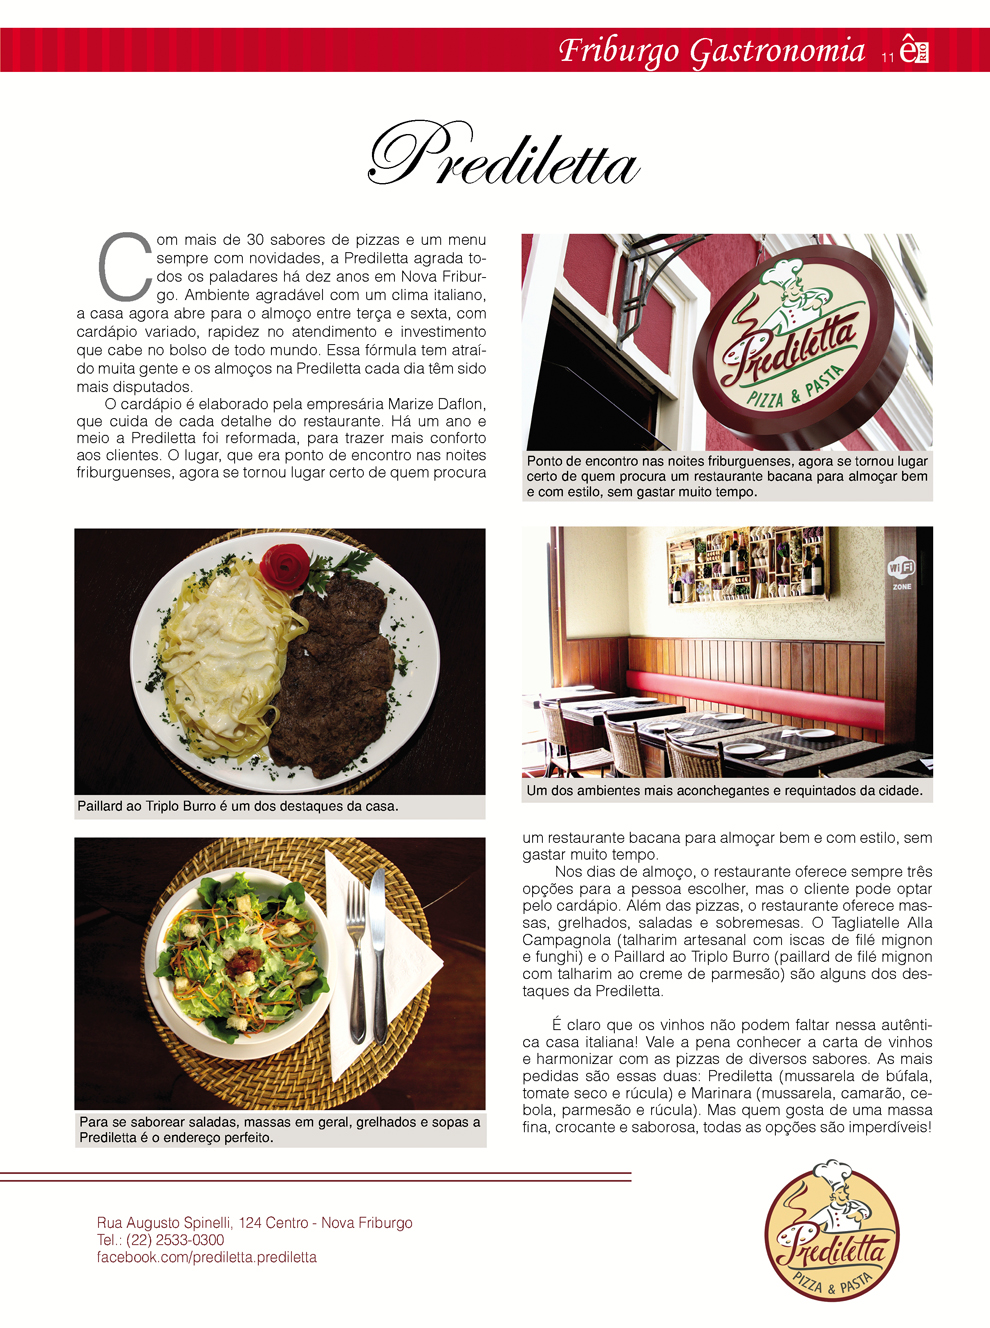 Friburgo Gastronomia 11 ê RIO
Prediletta
Com mais de 30 sabores de pizzas e um menu
sempre com novidades, a Prediletta agrada to-
dos os paladares há dez anos em Nova Fribur-
go. Ambiente agradável com um clima italiano,
a casa agora abre para o almoço entre terça e sexta, com
cardápio variado, rapidez no atendimento e investimento
que cabe no bolso de todo mundo. Essa fórmula tem atraí-
do muita gente e os almoços na Prediletta cada dia têm sido
mais disputados.
O cardápio é elaborado pela empresária Marize Daflon,
que cuida de cada detalhe do restaurante. Há um ano e
meio a Prediletta foi reformada, para trazer mais conforto
aos clientes. O lugar, que era ponto de encontro nas noites
friburguenses, agora se tornou lugar certo de quem procura
Prediletta
PIZZA & PASTA
Ponto de encontro nas noites friburguenses, agora se tornou lugar
certo de quem procura um restaurante bacana para almoçar bem
e com estilo, sem gastar muito tempo.
Paillard ao Triplo Burro é um dos destaques da casa.
Wi Fi
ZONE
Um dos ambientes mais aconchegantes e requintados da cidade.
Para se saborear saladas, massas em geral, grelhados e sopas a
Prediletta é o endereço perfeito.
um restaurante bacana para almoçar bem e com estilo, sem
gastar muito tempo.
Nos dias de almoço, o restaurante oferece sempre três
opções para a pessoa escolher, mas o cliente pode optar
pelo cardápio. Além das pizzas, o restaurante oferece mas-
sas, grelhados, saladas e sobremesas. O Tagliatelle Alla
Campagnola (talharim artesanal com iscas de filé mignon
e funghi) e o Paillard ao Triplo Burro (paillard de filé mignon
com talharim ao creme de parmesão) são alguns dos des-
taques da Prediletta.
É claro que os vinhos não podem faltar nessa autênti-
ca casa italiana! Vale a pena conhecer a carta de vinhos
e harmonizar com as pizzas de diversos sabores. As mais
pedidas são essas duas: Prediletta (mussarela de búfala,
tomate seco e rúcula) e Marinara (mussarela, camarão, ce-
bola, parmesão e rúcula). Mas quem gosta de uma massa
fina, crocante e saborosa, todas as opções são imperdíveis!
Rua Augusto Spinelli, 124 Centro - Nova Friburgo
Tel.: (22) 2533-0300
facebook.com/prediletta.prediletta
Prediletta
PIZZA & PASTA